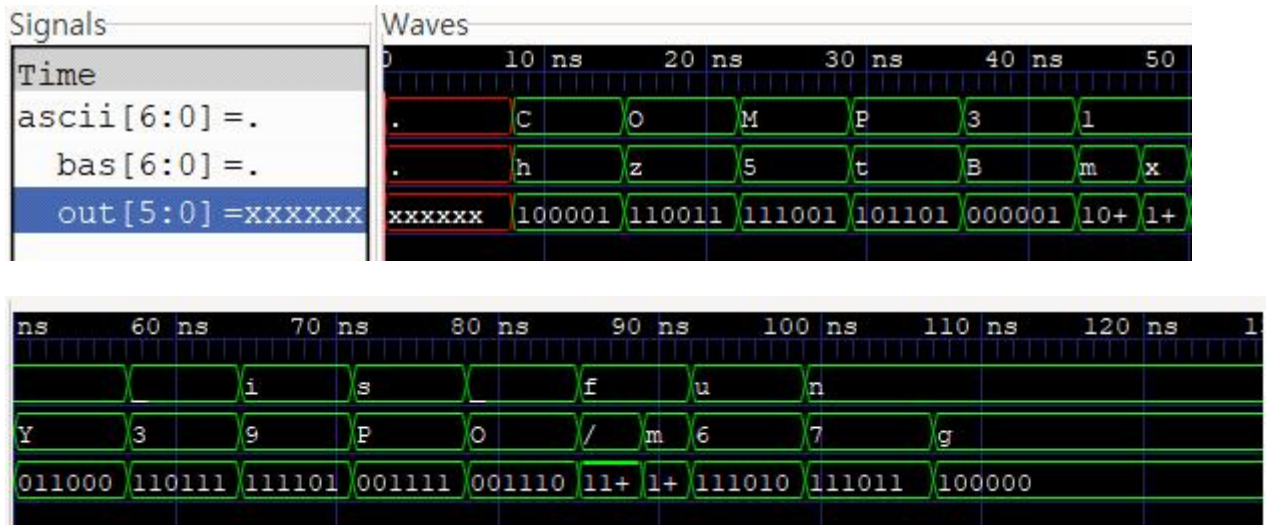 Signals Waves
Time 0 10 ns 20 ns 30 ns 40 ns 50
ascii[6:0]=. . C O M P 3 1
bas[6:0]=. . h z 5 t B m x
out[5:0]=xxxxxx xxxxxx 100001 110011 111001 101101 000001 10+ 1+
ns 60 ns 70 ns 80 ns 90 ns 100 ns 110 ns 120 ns 1
_ i s _ f u n
Y 3 9 P O / m 6 7 g
011000 110111 111101 001111 001110 11+ 1+ 111010 111011 100000